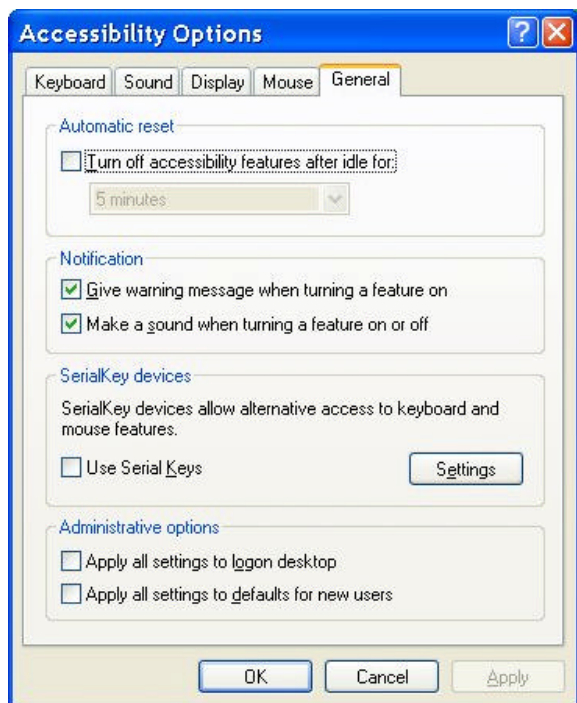 Accessibility Options
Keyboard Sound Display Mouse General
Automatic reset
Turn off accessibility features after idle for:
5 minutes
Notification
Give warning message when turning a feature on
Make a sound when turning a feature on or off
SerialKey devices
SerialKey devices allow alternative access to keyboard and
mouse features.
Use Serial Keys Settings
Administrative options
Apply all settings to logon desktop
Apply all settings to defaults for new users
OK Cancel Apply